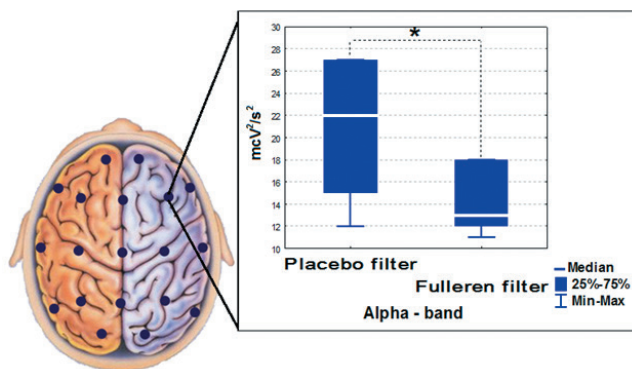 mcV²/s²
30
28
26
24
22
20
18
16
14
12
10
*
Placebo filter
Fulleren filter
Alpha - band
Median
25%-75%
Min-Max